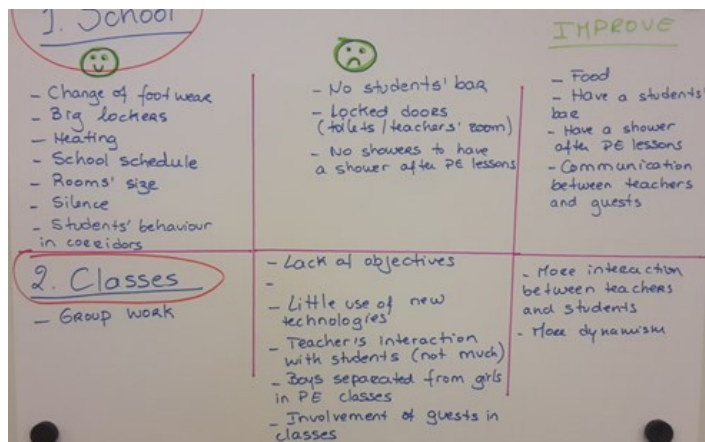 1. School
- Change of footwear
- Big lockers
- Heating
- School schedule
- Rooms' size
- Silence
- Students' behaviour
in corridors
- No students' bar
- Locked doors
(toilets / teachers' room)
- No showers to have
a shower after PE lessons
IMPROVE
- Food
- Have a students'
bar
- Have a shower
after PE lessons
- Communication
between teachers
and guests
2. Classes
- GROUP WORK
- Lack of objectives
-
- Little use of new
technologies
- Teacher's interaction
with students (not much)
- Boys separated from girls
in PE classes
- Involvement of guests in
classes
- More interaction
between teachers
and students
- More dynamism